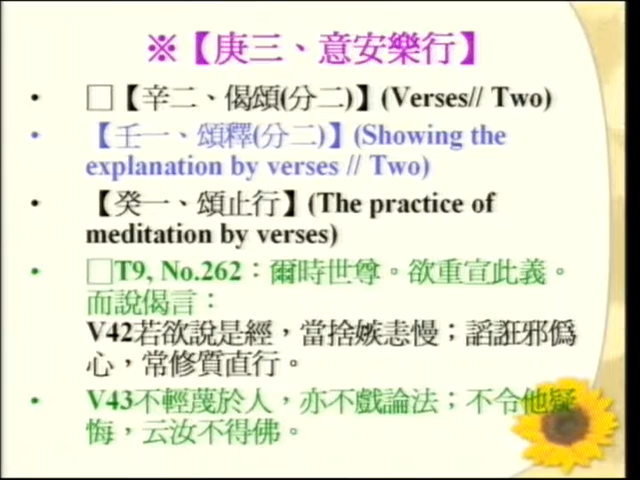 ※【庚三、意安樂行】
• □【辛二、偈頌(分二)】(Verses// Two)
• 【壬一、頌釋(分二)】(Showing the
explanation by verses // Two)
• 【癸一、頌止行】(The practice of
meditation by verses)
• □T9, No.262：爾時世尊。欲重宣此義。
而說偈言：
V42若欲說是經，當捨嫉恚慢；諂誑邪僞
心，常修質直行。
• V43不輕蔑於人，亦不戲論法；不令他疑
悔，云汝不得佛。